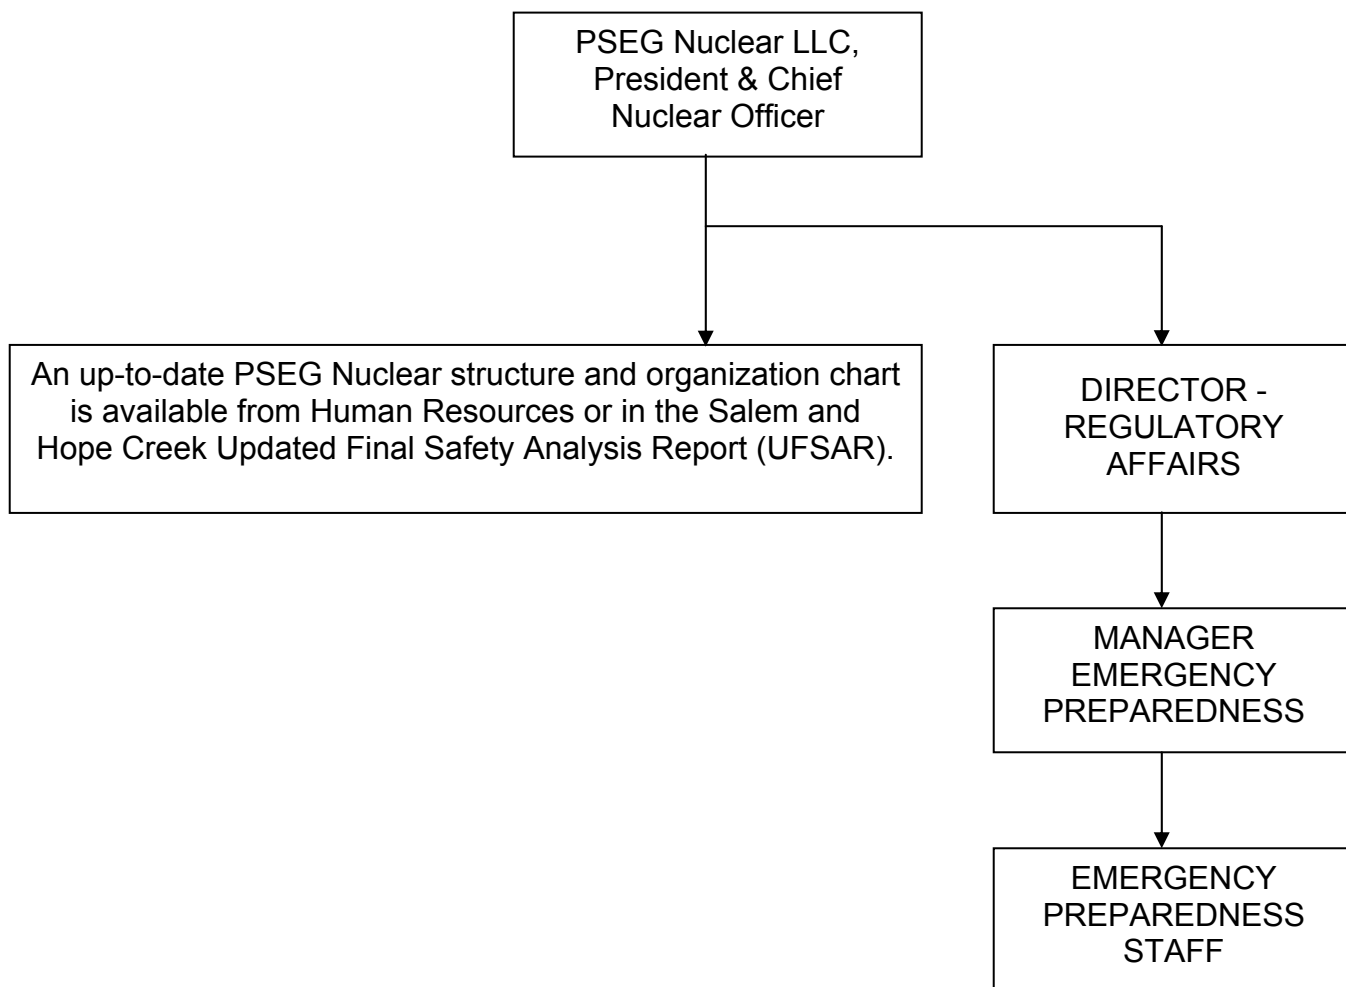 PSEG Nuclear LLC,
President & Chief
Nuclear Officer
An up-to-date PSEG Nuclear structure and organization chart
is available from Human Resources or in the Salem and
Hope Creek Updated Final Safety Analysis Report (UFSAR).
DIRECTOR -
REGULATORY
AFFAIRS
MANAGER
EMERGENCY
PREPAREDNESS
EMERGENCY
PREPAREDNESS
STAFF